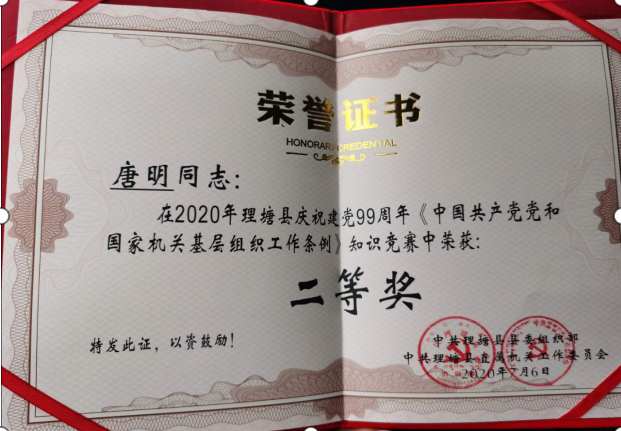 荣誉证书
HONORARY CREDENTIAL
唐明同志：
在2020年理塘县庆祝建党99周年《中国共产党党和
国家机关基层组织工作条例》知识竞赛中荣获：
二等奖
特发此证，以资鼓励！
中共理塘县县委组织部
中共理塘县直属机关工作委员会
2020年7月6日